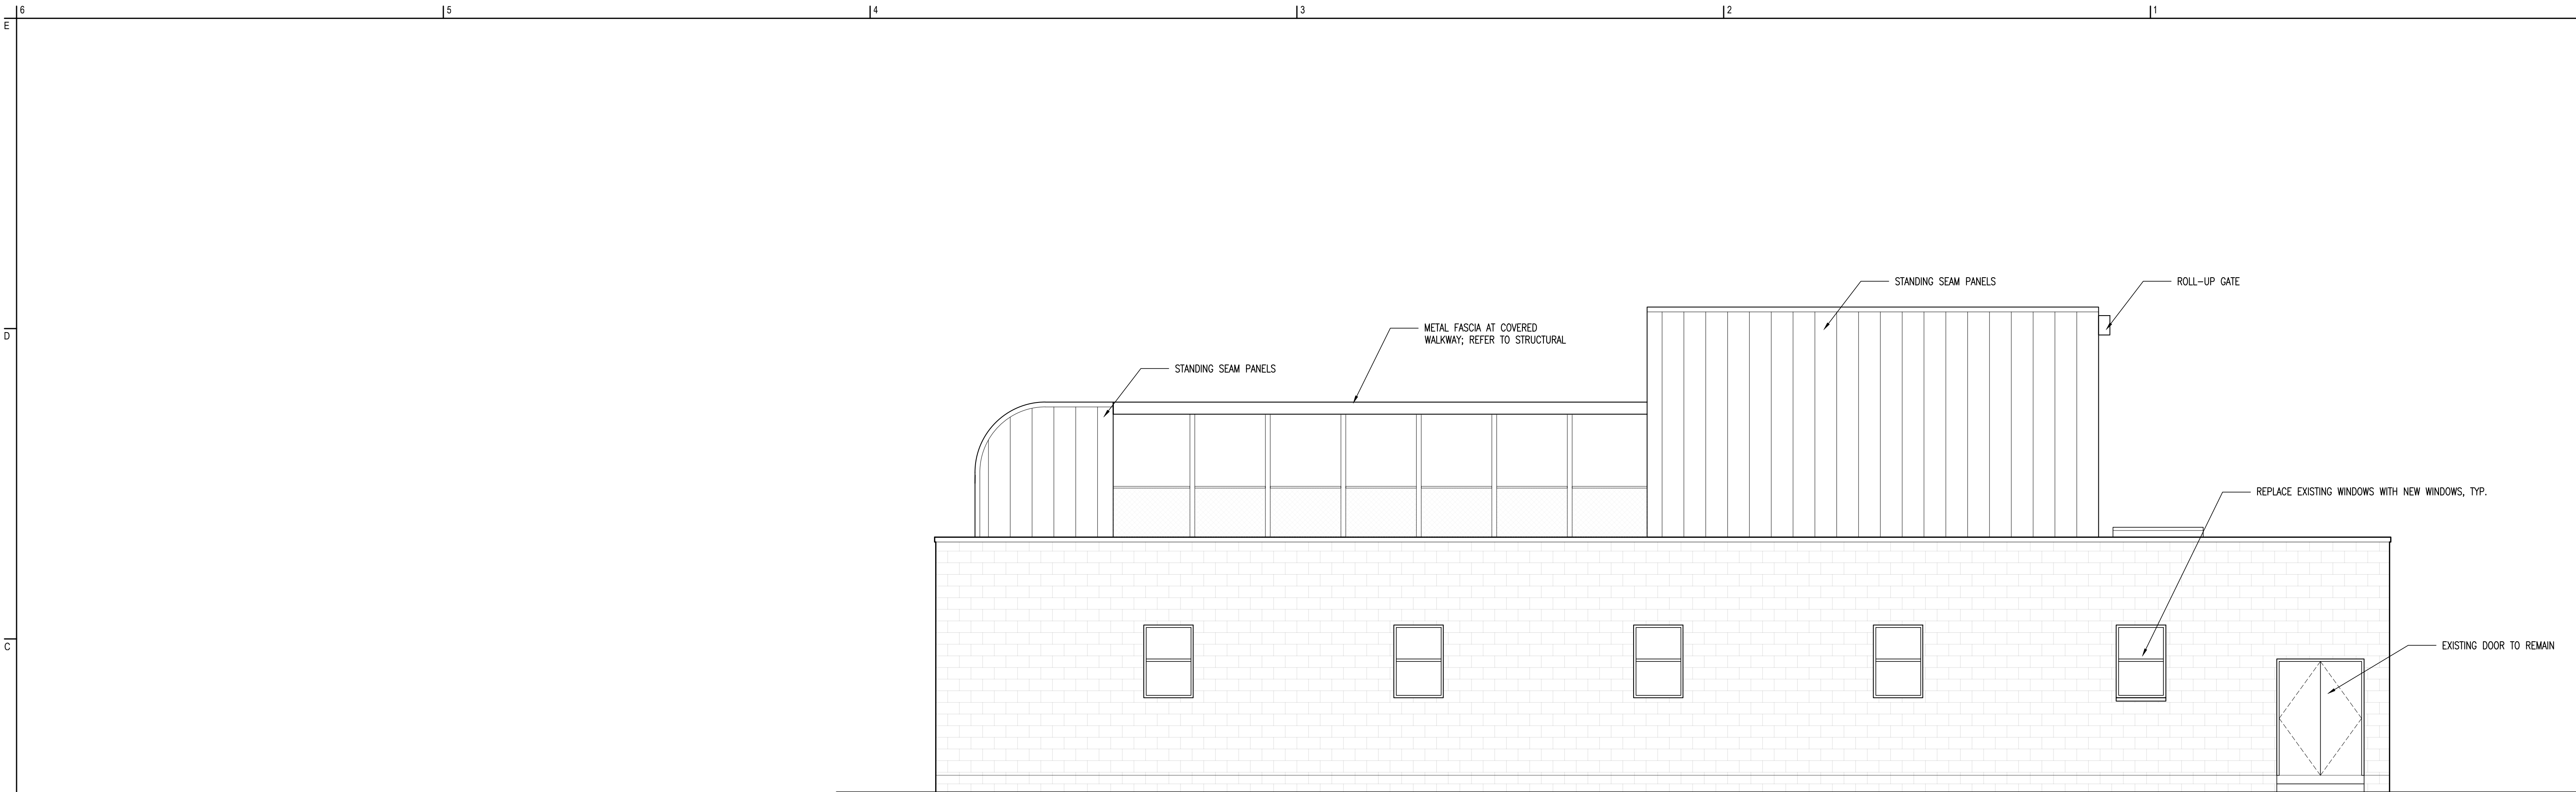 6
5
4
3
2
1
E
STANDING SEAM PANELS
ROLL-UP GATE
METAL FASCIA AT COVERED
WALKWAY; REFER TO STRUCTURAL
D
STANDING SEAM PANELS
REPLACE EXISTING WINDOWS WITH NEW WINDOWS, TYP.
C
EXISTING DOOR TO REMAIN